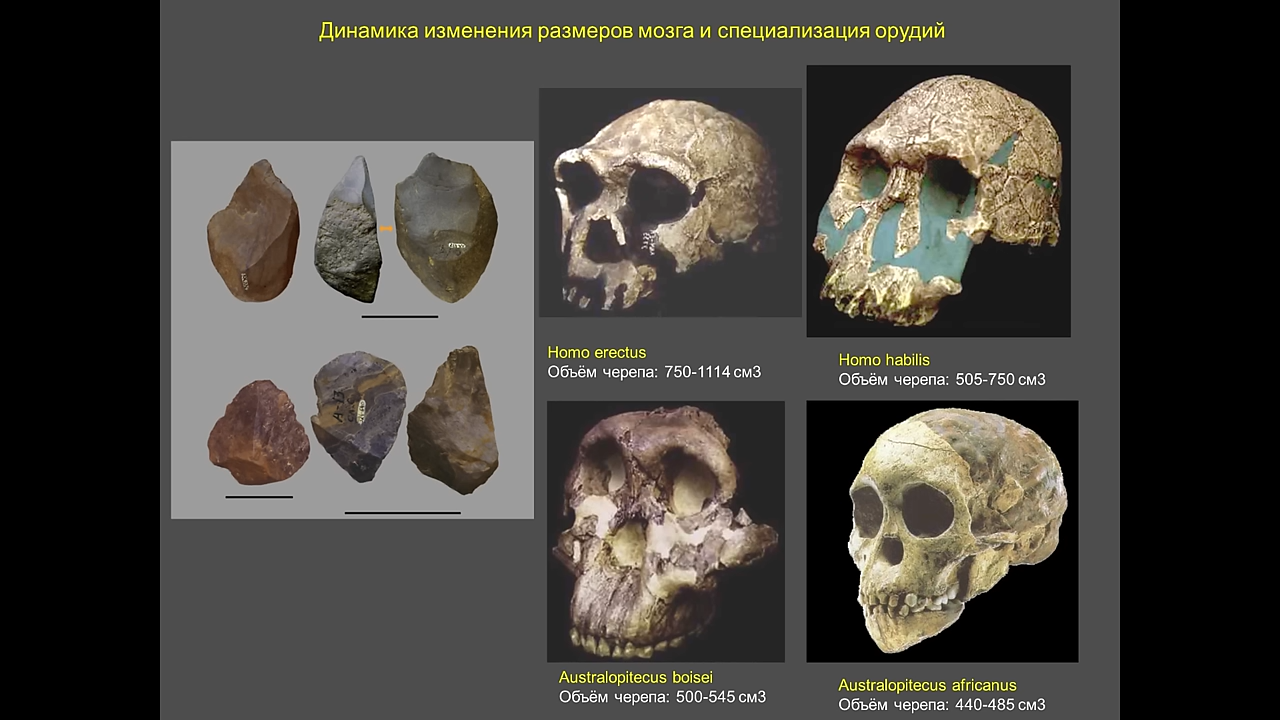 Динамика изменения размеров мозга и специализация орудий
Homo erectus
Объём черепа: 750-1114 см3
Homo habilis
Объём черепа: 505-750 см3
Australopitecus boisei
Объём черепа: 500-545 см3
Australopitecus africanus
Объём черепа: 440-485 см3